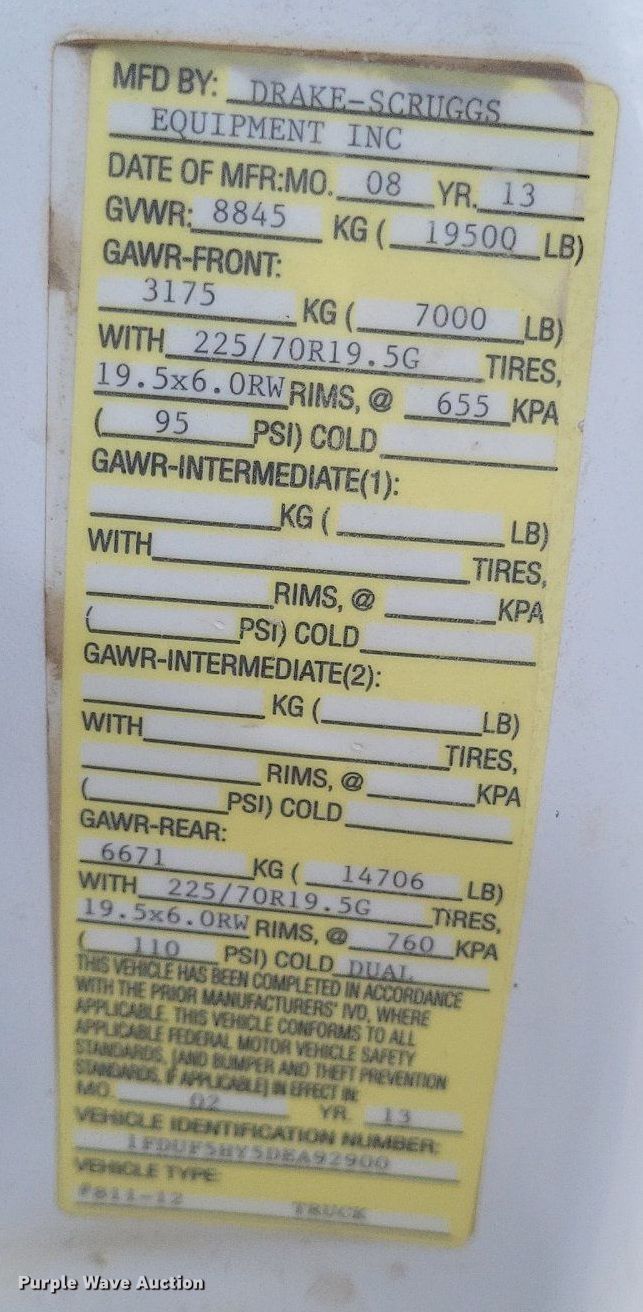 MFD BY: DRAKE-SCRUGGS
EQUIPMENT INC
DATE OF MFR:MO. 08 YR. 13
GVWR: 8845 KG ( 19500 LB)
GAWR-FRONT:
3175 KG ( 7000 LB)
WITH 225/70R19.5G TIRES,
19.5x6.0RW RIMS, @ 655 KPA
( 95 PSI) COLD
GAWR-INTERMEDIATE(1):
KG ( LB)
WITH TIRES,
RIMS, @ KPA
( PSI) COLD
GAWR-INTERMEDIATE(2):
KG ( LB)
WITH TIRES,
RIMS, @ KPA
( PSI) COLD
GAWR-REAR:
6671 KG ( 14706 LB)
WITH 225/70R19.5G TIRES,
19.5x6.0RW RIMS, @ 760 KPA
( 110 PSI) COLD DUAL
THIS VEHICLE HAS BEEN COMPLETED IN ACCORDANCE
WITH THE PRIOR MANUFACTURERS' IVD, WHERE
APPLICABLE. THIS VEHICLE CONFORMS TO ALL
APPLICABLE FEDERAL MOTOR VEHICLE SAFETY
STANDARDS, [AND BUMPER AND THEFT PREVENTION
STANDARDS, IF APPLICABLE] IN EFFECT IN:
MO. 02 YR. 13
VEHICLE IDENTIFICATION NUMBER:
1FDUF5HY5DEA92900
VEHICLE TYPE:
F811-12 TRUCK
Purple Wave Auction